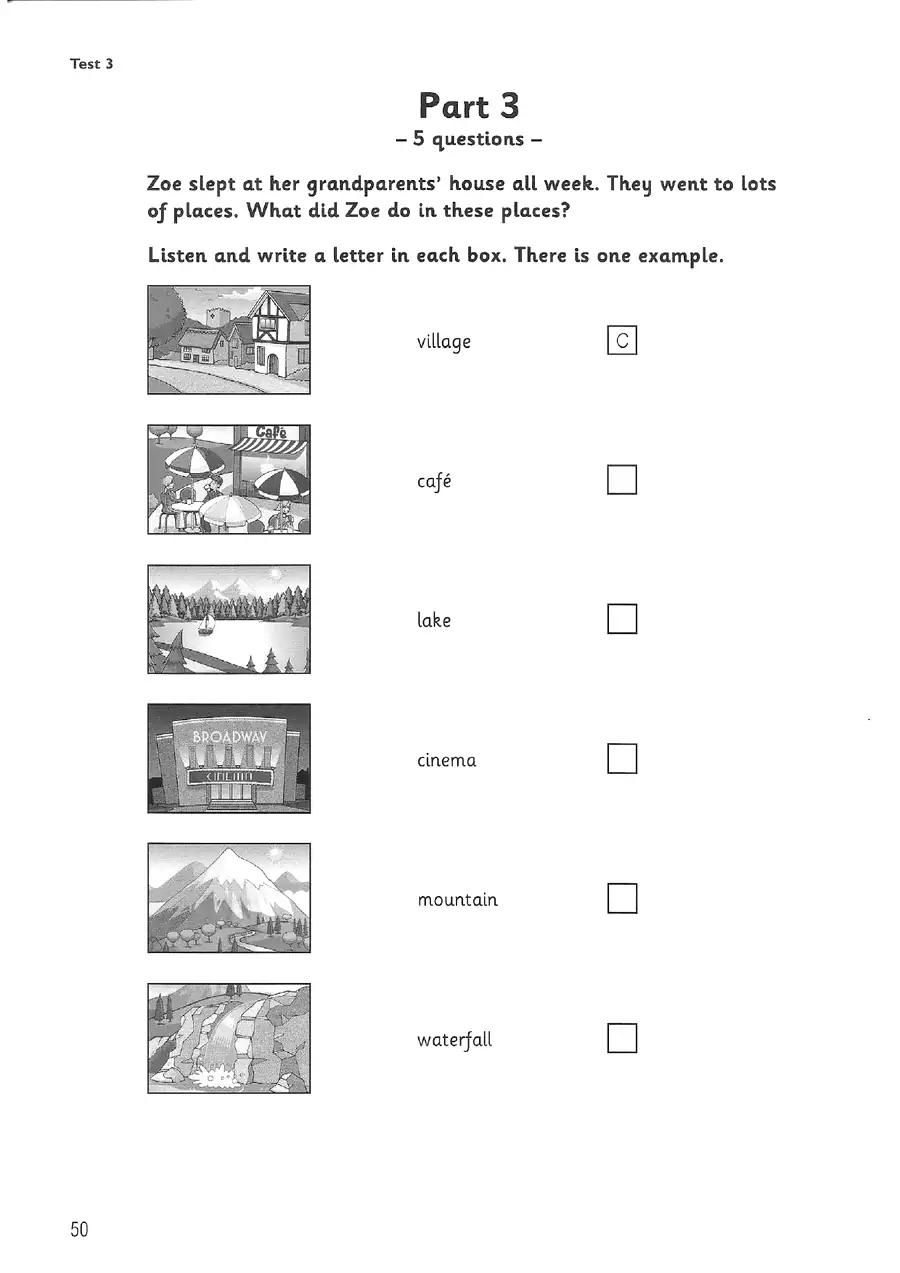 Test 3
Part 3
– 5 questions –
Zoe slept at her grandparents' house all week. They went to lots
of places. What did Zoe do in these places?
Listen and write a letter in each box. There is one example.
village
C
Café
café
lake
BROADWAY
CINEMA
cinema
mountain
waterfall
50